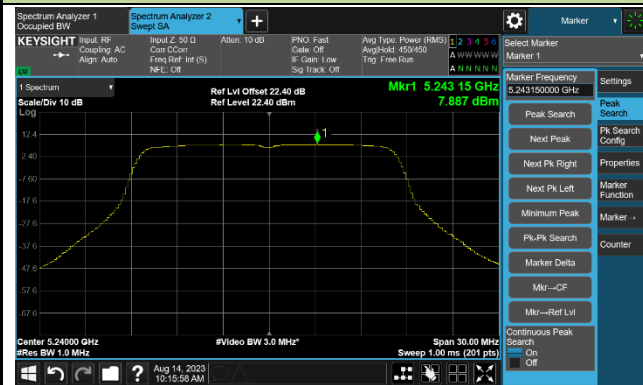 Spectrum Analyzer 1
Occupied BW
Spectrum Analyzer 2
Swept SA
+
Marker
KEYSIGHT
Input: RF
Coupling: AC
Align: Auto
Input Z: 50 Ω
Corr CCorr
Freq Ref: Int (S)
NFE: Off
Atten: 10 dB
PNO: Fast
Gate: Off
IF Gain: Low
Sig Track: Off
Avg Type: Power (RMS)
Avg|Hold: 450/450
Trig: Free Run
1 2 3 4 5 6
A W W W W W
A N N N N N
Select Marker
Marker 1
1 Spectrum
Scale/Div 10 dB
Log
Ref Lvl Offset 22.40 dB
Ref Level 22.40 dBm
Mkr1 5.243 15 GHz
7.887 dBm
Marker Frequency
5.243150000 GHz
Settings
Peak Search
Peak
Search
Next Peak
Pk Search
Config
Next Pk Right
Properties
Next Pk Left
Marker
Function
Minimum Peak
Marker→
Pk-Pk Search
Counter
Marker Delta
Mkr→CF
Mkr→Ref Lvl
Continuous Peak
Search
On
Off
1
12.4
2.40
-7.60
-17.6
-27.6
-37.6
-47.6
-57.6
-67.6
Center 5.24000 GHz
#Res BW 1.0 MHz
#Video BW 3.0 MHz*
Span 30.00 MHz
Sweep 1.00 ms (201 pts)
?
Aug 14, 2023
10:15:58 AM